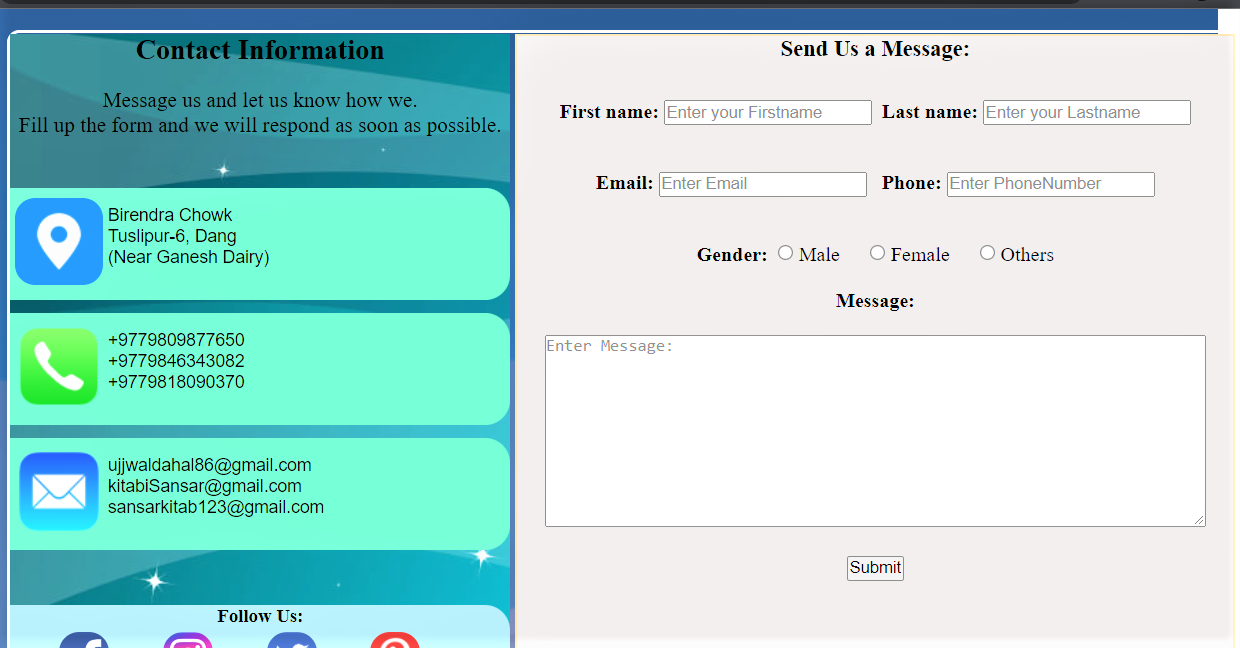 Contact Information
Message us and let us know how we.
Fill up the form and we will respond as soon as possible.
Birendra Chowk
Tuslipur-6, Dang
(Near Ganesh Dairy)
+9779809877650
+9779846343082
+9779818090370
ujjwaldahal86@gmail.com
kitabiSansar@gmail.com
sansarkitab123@gmail.com
Follow Us:
Send Us a Message:
First name: Enter your Firstname Last name: Enter your Lastname
Email: Enter Email Phone: Enter PhoneNumber
Gender: Male Female Others
Message:
Enter Message:
Submit